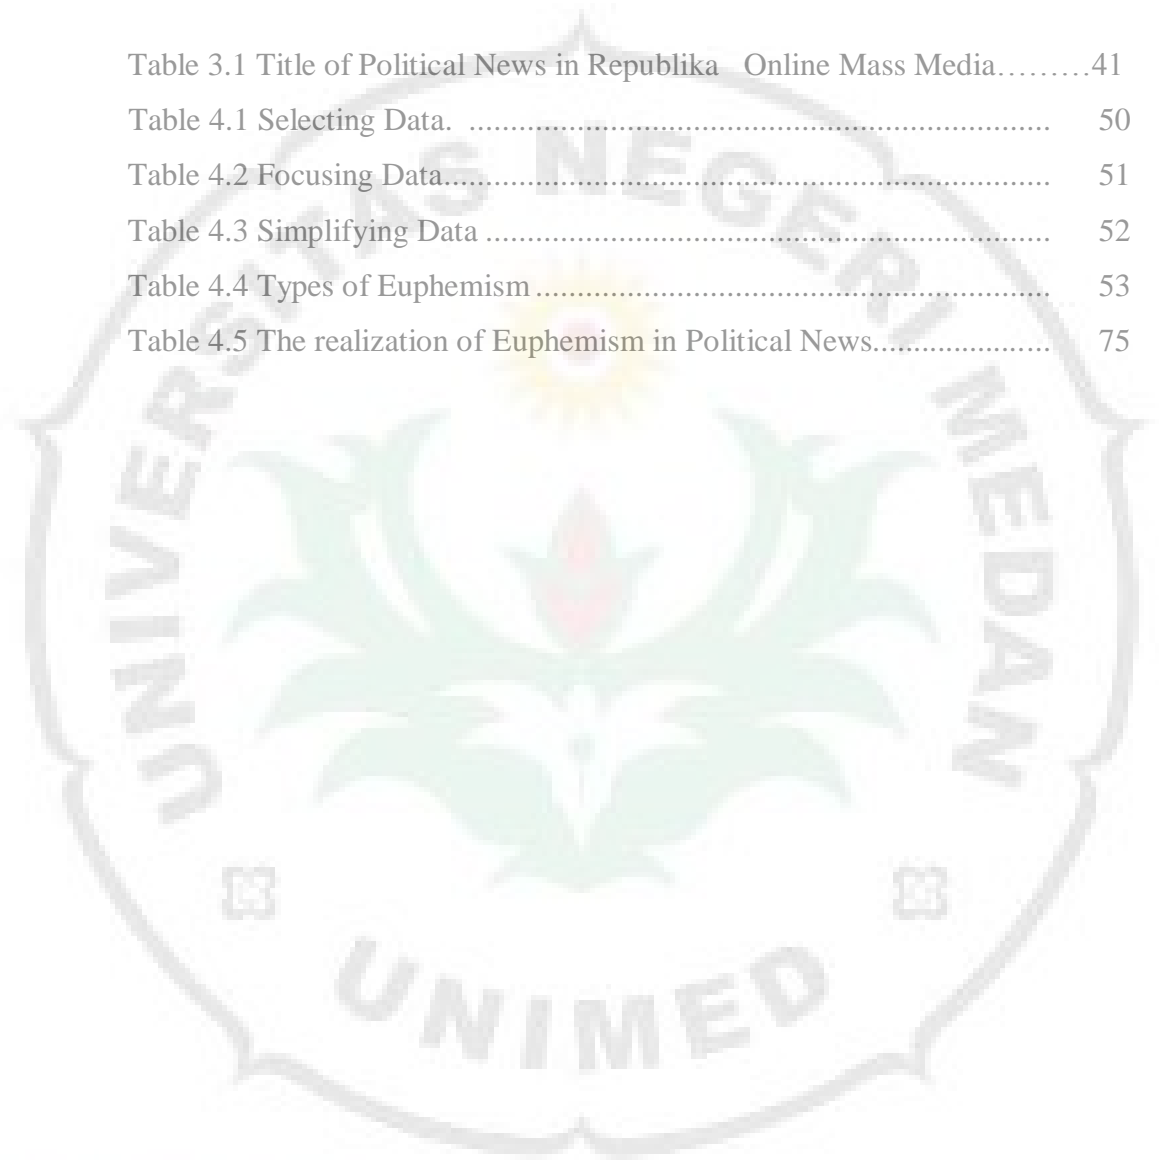 Table 3.1 Title of Political News in Republika   Online Mass Media.........41
Table 4.1 Selecting Data.  ....................................................................... 50
Table 4.2 Focusing Data.......................................................................... 51
Table 4.3 Simplifying Data ..................................................................... 52
Table 4.4 Types of Euphemism ............................................................... 53
Table 4.5 The realization of Euphemism in Political News...................... 75
UNIVERSITAS NEGERI MEDAN
UNIMED